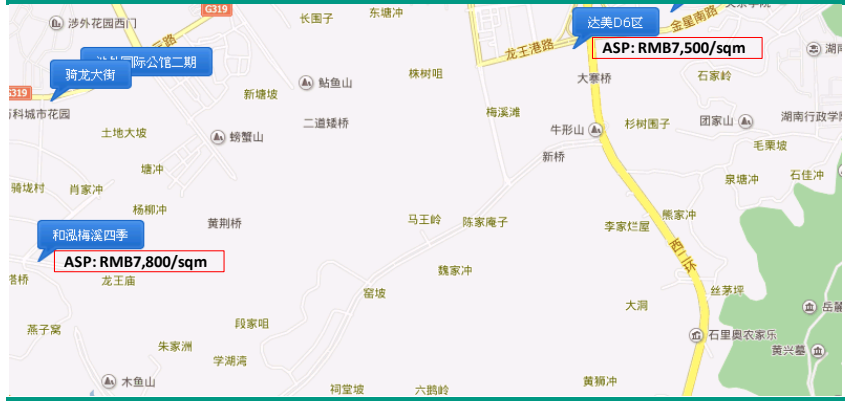 G319
东塘冲
长围子
涉外花园西门
达美D6区
金星南路
龙王港路
ASP: RMB7,500/sqm
国际公馆二期
骑龙大街
株树咀
大寨桥
石家岭
鲇鱼山
319
新塘坡
梅溪滩
科城市花园
二道矮桥
牛形山
杉树围子
团家山
湖南行政学
土地大坡
螃蟹山
毛栗坡
新桥
塘冲
泉塘冲
石佳冲
骑垅村
肖家冲
杨柳冲
黄荆桥
马王岭
陈家庵子
李家烂屋
熊家冲
和泓梅溪四季
西二环
ASP: RMB7,800/sqm
塔桥
龙王庙
魏家冲
窑坡
丝茅坪
大洞
岳麓
燕子窝
段家咀
石里奥农家乐
朱家洲
学湖湾
黄兴墓
木鱼山
祠堂坡
六鹅岭
黄狮冲